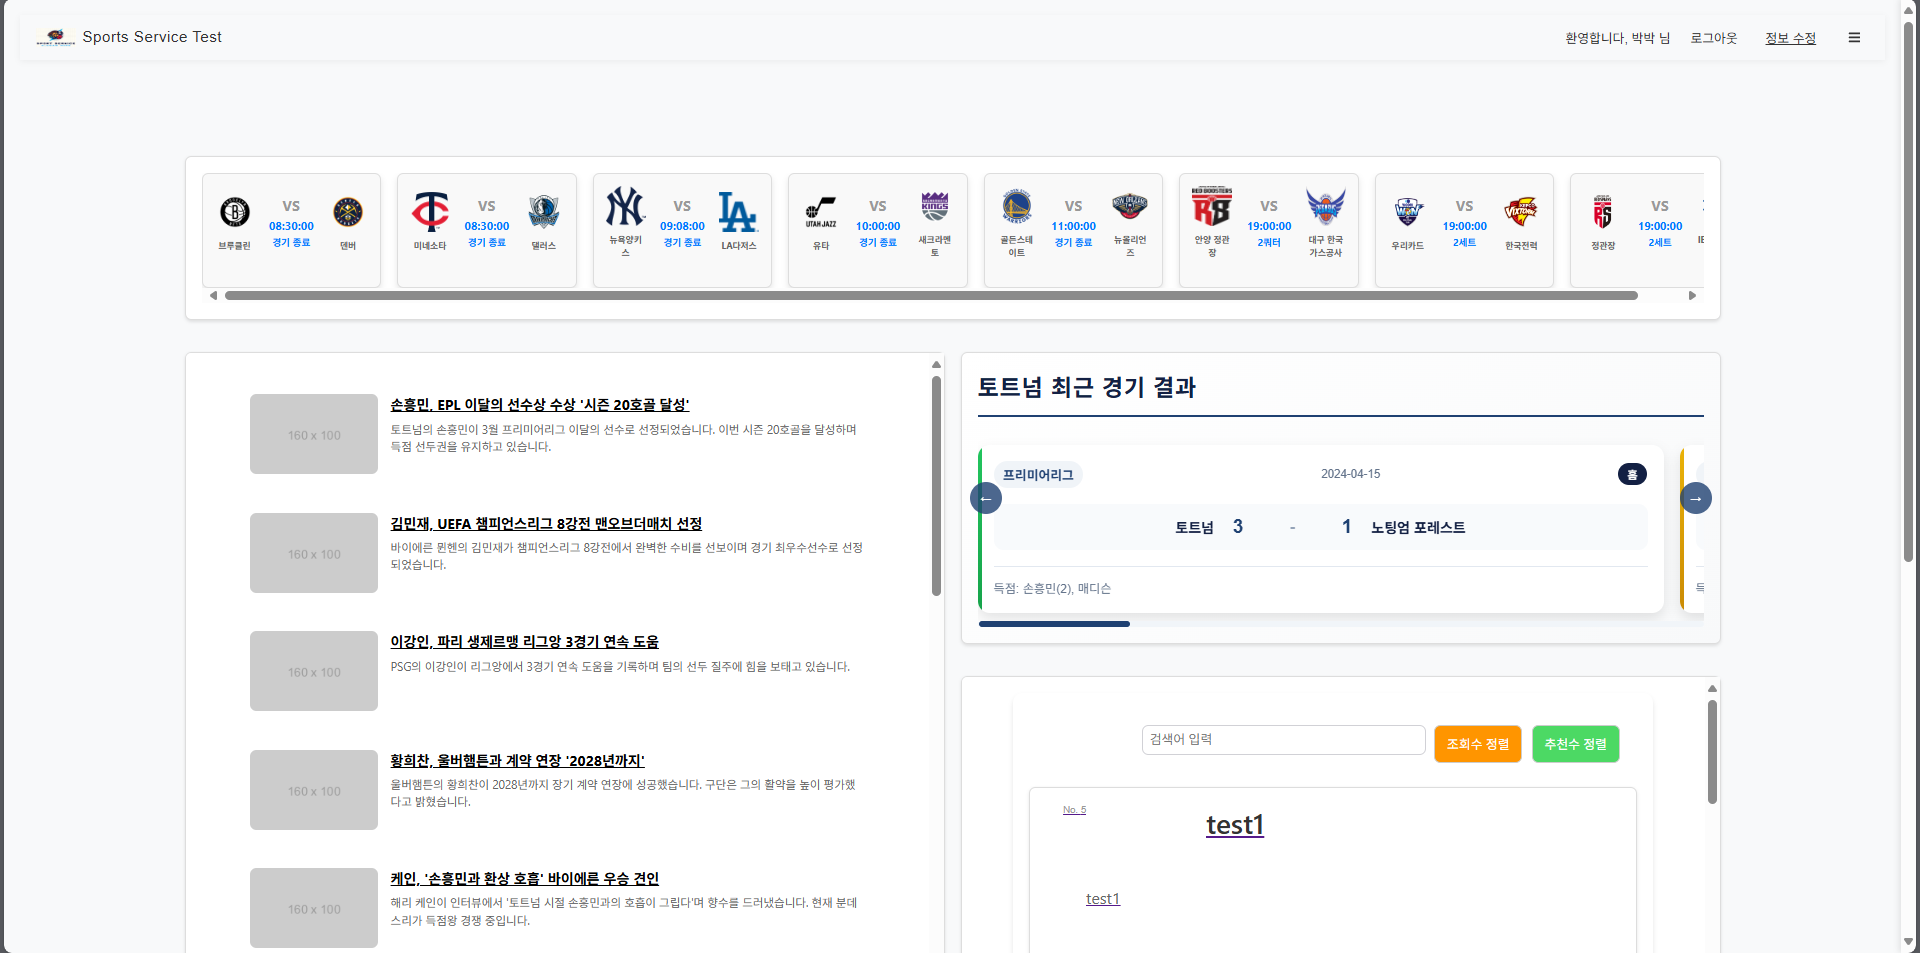 Sports Service Test
환영합니다, 박박 님
로그아웃
정보 수정
브루클린
VS
08:30:00
경기 종료
덴버
미네소타
VS
08:30:00
경기 종료
댈러스
뉴욕양키
스
VS
09:08:00
경기 종료
LA다저스
유타
VS
10:00:00
경기 종료
새크라멘
토
골든스테
이트
VS
11:00:00
경기 종료
뉴올리언
즈
안양 정관
장
VS
19:00:00
2쿼터
대구 한국
가스공사
우리카드
VS
19:00:00
2세트
한국전력
정관장
VS
19:00:00
2세트
160 x 100
손흥민, EPL 이달의 선수상 수상 '시즌 20호골 달성'
토트넘의 손흥민이 3월 프리미어리그 이달의 선수로 선정되었습니다. 이번 시즌 20호골을 달성하며
득점 선두권을 유지하고 있습니다.
160 x 100
김민재, UEFA 챔피언스리그 8강전 맨오브더매치 선정
바이에른 뮌헨의 김민재가 챔피언스리그 8강전에서 완벽한 수비를 선보이며 경기 최우수선수로 선정
되었습니다.
160 x 100
이강인, 파리 생제르맹 리그앙 3경기 연속 도움
PSG의 이강인이 리그앙에서 3경기 연속 도움을 기록하며 팀의 선두 질주에 힘을 보태고 있습니다.
160 x 100
황희찬, 울버햄튼과 계약 연장 '2028년까지'
울버햄튼의 황희찬이 2028년까지 장기 계약 연장에 성공했습니다. 구단은 그의 활약을 높이 평가했
다고 밝혔습니다.
160 x 100
케인, '손흥민과 환상 호흡' 바이에른 우승 견인
해리 케인이 인터뷰에서 '토트넘 시절 손흥민과의 호흡이 그립다'며 향수를 드러냈습니다. 현재 분데
스리가 득점왕 경쟁 중입니다.
토트넘 최근 경기 결과
프리미어리그
2024-04-15
홈
←
→
토트넘 3 - 1 노팅엄 포레스트
득점: 손흥민(2), 매디슨
검색어 입력
조회수 정렬
추천수 정렬
No. 5
test1
test1